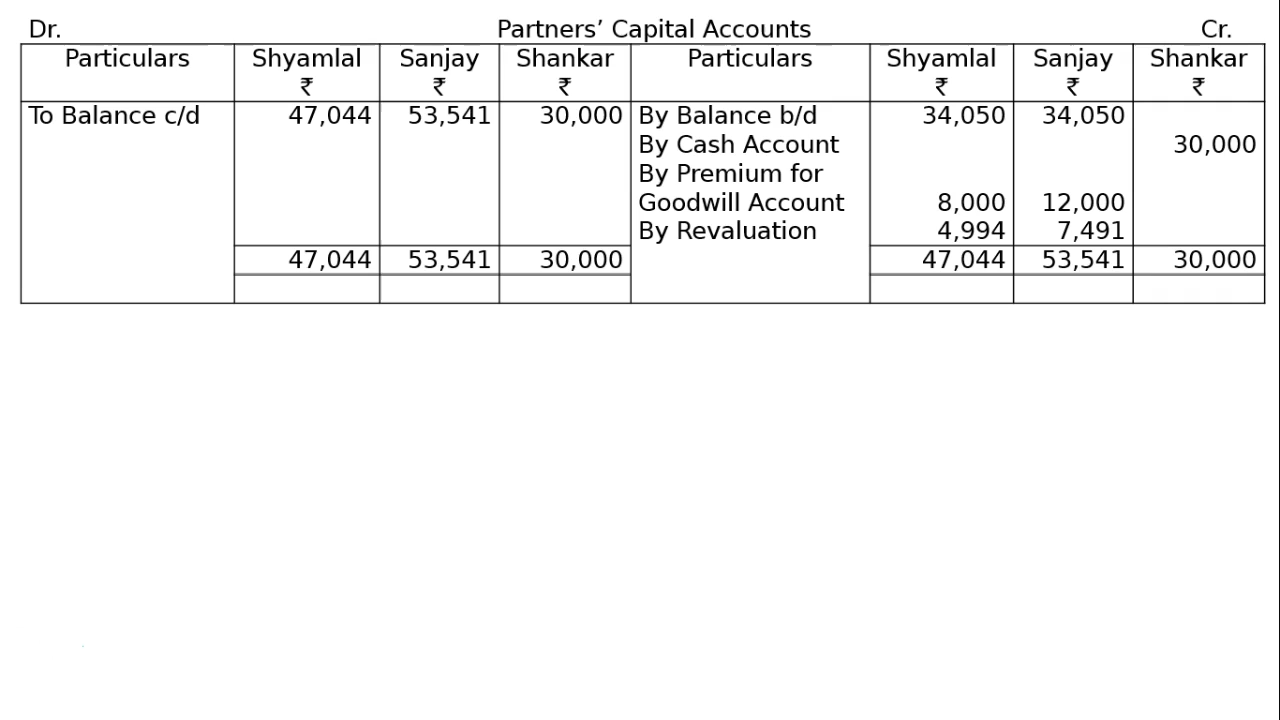 Dr. Partners’ Capital Accounts Cr.
Particulars Shyamlal Sanjay Shankar Particulars Shyamlal Sanjay Shankar
₹ ₹ ₹ ₹ ₹ ₹
To Balance c/d 47,044 53,541 30,000 By Balance b/d 34,050 34,050
By Cash Account 30,000
By Premium for
Goodwill Account 8,000 12,000
By Revaluation 4,994 7,491
47,044 53,541 30,000 47,044 53,541 30,000